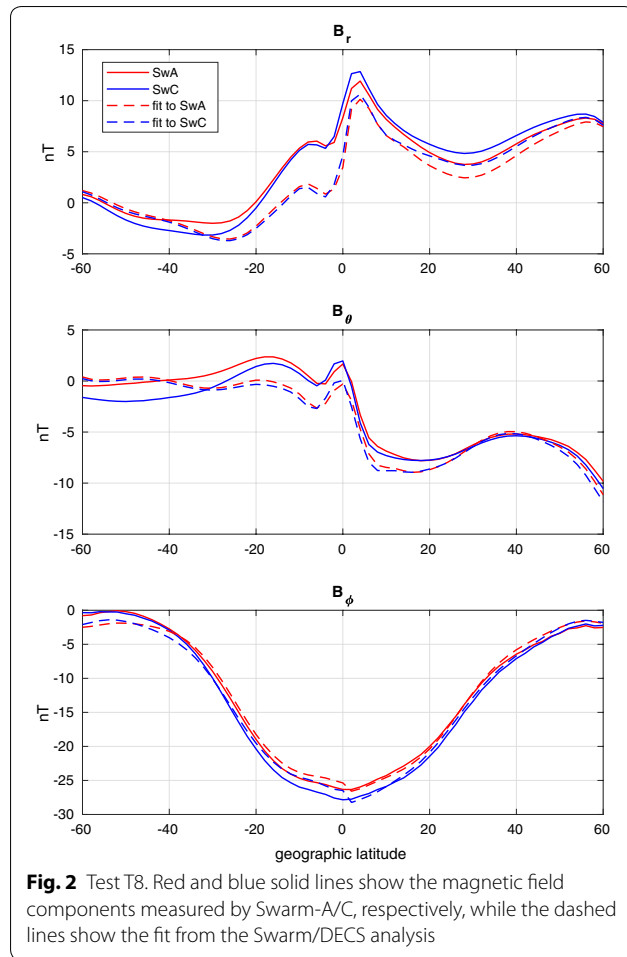 B_r
15
10
5
0
-5
nT
SwA
SwC
fit to SwA
fit to SwC
-60
-40
-20
0
20
40
60
B_θ
5
0
-5
-10
-15
nT
-60
-40
-20
0
20
40
60
B_ϕ
0
-5
-10
-15
-20
-25
-30
nT
-60
-40
-20
0
20
40
60
geographic latitude
Fig. 2 Test T8. Red and blue solid lines show the magnetic field
components measured by Swarm-A/C, respectively, while the dashed
lines show the fit from the Swarm/DECS analysis